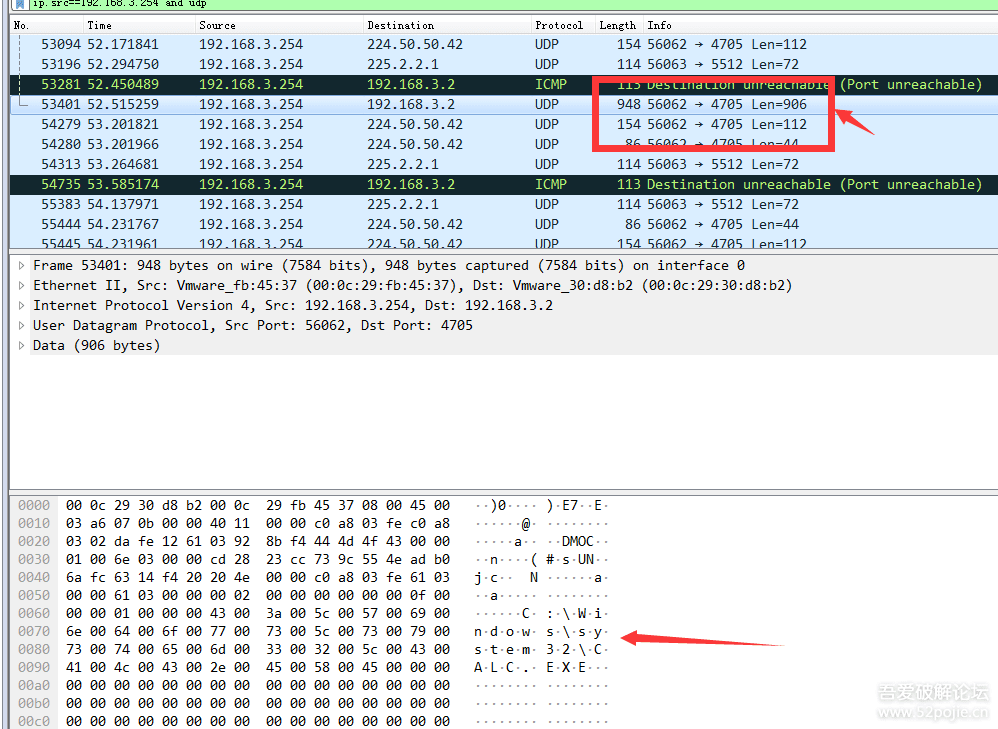 ip.src==192.168.3.254 and udp
No. Time Source Destination Protocol Length Info
53094 52.171841 192.168.3.254 224.50.50.42 UDP 154 56062 → 4705 Len=112
53196 52.294750 192.168.3.254 225.2.2.1 UDP 114 56063 → 5512 Len=72
53281 52.450489 192.168.3.254 192.168.3.2 ICMP 113 Destination unreachable (Port unreachable)
53401 52.515259 192.168.3.254 192.168.3.2 UDP 948 56062 → 4705 Len=906
54279 53.201821 192.168.3.254 224.50.50.42 UDP 154 56062 → 4705 Len=112
54280 53.201966 192.168.3.254 224.50.50.42 UDP 86 56062 → 4705 Len=44
54313 53.264681 192.168.3.254 225.2.2.1 UDP 114 56063 → 5512 Len=72
54735 53.585174 192.168.3.254 192.168.3.2 ICMP 113 Destination unreachable (Port unreachable)
55383 54.137971 192.168.3.254 225.2.2.1 UDP 114 56063 → 5512 Len=72
55444 54.231767 192.168.3.254 224.50.50.42 UDP 86 56062 → 4705 Len=44
55445 54.231961 192.168.3.254 224.50.50.42 UDP 154 56062 → 4705 Len=112
Frame 53401: 948 bytes on wire (7584 bits), 948 bytes captured (7584 bits) on interface 0
Ethernet II, Src: Vmware_fb:45:37 (00:0c:29:fb:45:37), Dst: Vmware_30:d8:b2 (00:0c:29:30:d8:b2)
Internet Protocol Version 4, Src: 192.168.3.254, Dst: 192.168.3.2
User Datagram Protocol, Src Port: 56062, Dst Port: 4705
Data (906 bytes)
0000 00 0c 29 30 d8 b2 00 0c 29 fb 45 37 08 00 45 00 ··)0···· )·E7··E·
0010 03 a6 07 0b 00 00 40 11 00 00 c0 a8 03 fe c0 a8 ······@· ········
0020 03 02 da fe 12 61 03 92 8b f4 44 4d 4f 43 00 00 ·····a·· ··DMOC··
0030 01 00 6e 03 00 00 cd 28 23 cc 73 9c 55 4e ad b0 ··n····( #·s·UN··
0040 6a fc 63 14 f4 20 20 4e 00 00 c0 a8 03 fe 61 03 j·c··  N ······a·
0050 00 00 61 03 00 00 00 02 00 00 00 00 00 00 0f 00 ··a····· ········
0060 00 00 01 00 00 00 43 00 3a 00 5c 00 57 00 69 00 ······C· :·\·W·i·
0070 6e 00 64 00 6f 00 77 00 73 00 5c 00 73 00 79 00 n·d·o·w· s·\·s·y·
0080 73 00 74 00 65 00 6d 00 33 00 32 00 5c 00 43 00 s·t·e·m· 3·2·\·C·
0090 41 00 4c 00 43 00 2e 00 45 00 58 00 45 00 00 00 A·L·C·.· E·X·E···
00a0 00 00 00 00 00 00 00 00 00 00 00 00 00 00 00 00 ········ ········
00b0 00 00 00 00 00 00 00 00 00 00 00 00 00 00 00 00 ········ ········
00c0 00 00 00 00 00 00 00 00 00 00 00 00 00 00 00 00 ········ ········
吾爱破解论坛
www.52pojie.cn